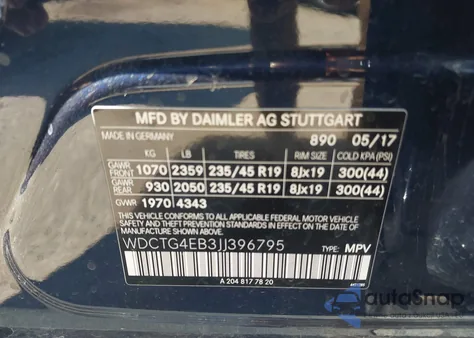 MFD BY DAIMLER AG STUTTGART
MADE IN GERMANY 890 05/17
KG LB TIRES RIM SIZE COLD KPA (PSI)
GAWR FRONT 1070 2359 235/45 R19 8Jx19 300(44)
GAWR REAR 930 2050 235/45 R19 8Jx19 300(44)
GVWR 1970 4343
THIS VEHICLE CONFORMS TO ALL APPLICABLE FEDERAL MOTOR VEHICLE
SAFETY STANDARDS IN EFFECT ON THE DATE OF MANUFACTURE SHOWN ABOVE.
WDCTG4EB3JJ396795 TYPE: MPV
A 204 817 78 20
autoSnap